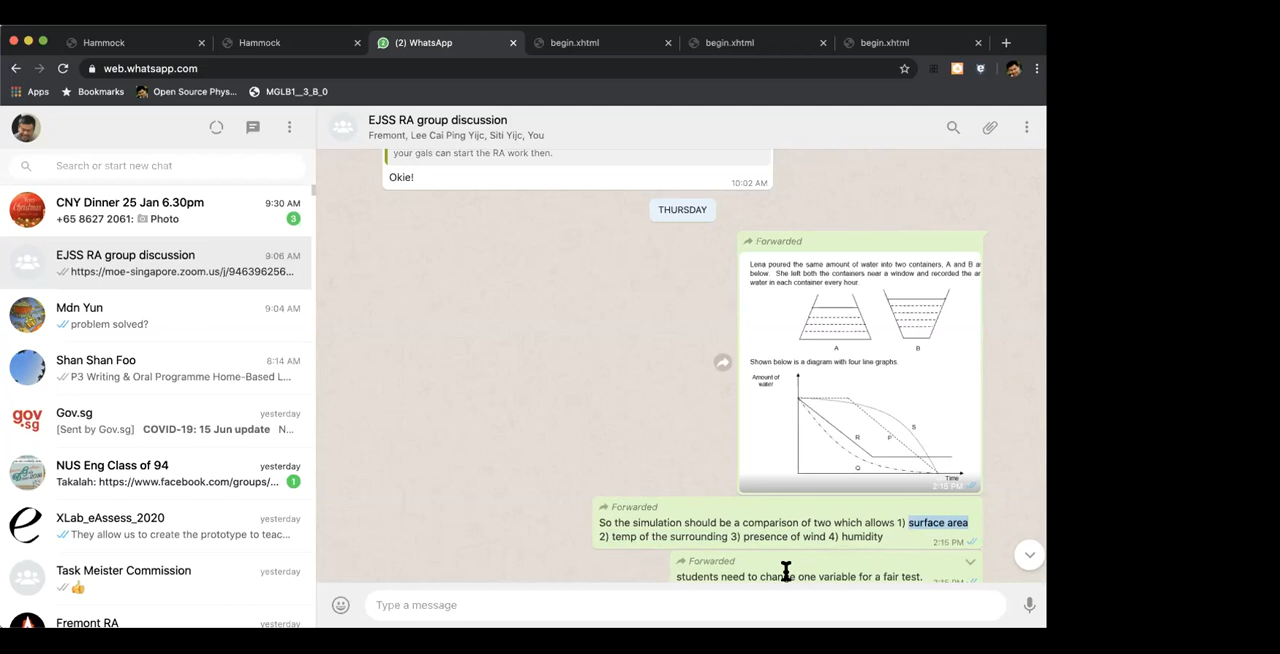 Hammock
Hammock
(2) WhatsApp
begin.xhtml
begin.xhtml
begin.xhtml
web.whatsapp.com
Apps
Bookmarks
Open Source Phys...
MGLB1__3_B_0
Search or start new chat
CNY Dinner 25 Jan 6.30pm
9:30 AM
+65 8627 2061: Photo
3
EJSS RA group discussion
9:06 AM
https://moe-singapore.zoom.us/j/946396256...
Mdn Yun
9:04 AM
problem solved?
Shan Shan Foo
8:14 AM
P3 Writing & Oral Programme Home-Based L...
gov
sg
Gov.sg
yesterday
[Sent by Gov.sg] COVID-19: 15 Jun update N...
NUS Eng Class of 94
yesterday
Takalah: https://www.facebook.com/groups/...
1
XLab_eAssess_2020
yesterday
They allow us to create the prototype to teac...
Task Meister Commission
yesterday
👍
Fremont RA
yesterday
EJSS RA group discussion
Fremont, Lee Cai Ping Yijc, Siti Yijc, You
your gals can start the RA work then.
Okie!
10:02 AM
THURSDAY
Forwarded
Lena poured the same amount of water into two containers, A and B a
below. She left both the containers near a window and recorded the ar
water in each container every hour.
A
B
Shown below is a diagram with four line graphs.
Amount of
water
S
R
P
Q
Time
2:15 PM
Forwarded
So the simulation should be a comparison of two which allows 1) surface area
2) temp of the surrounding 3) presence of wind 4) humidity
2:15 PM
Forwarded
students need to change one variable for a fair test.
2:15 PM
Type a message